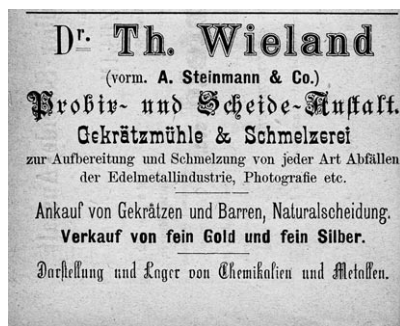 Dr. Th. Wieland
(vorm. A. Steinmann & Co.)
Probir- und Scheide-Anstalt.
Gekrätzmühle & Schmelzerei
zur Aufbereitung und Schmelzung von jeder Art Abfällen
der Edelmetallindustrie, Photografie etc.
Ankauf von Gekrätzen und Barren, Naturalscheidung.
Verkauf von fein Gold und fein Silber.
Darstellung und Lager von Chemikalien und Metallen.